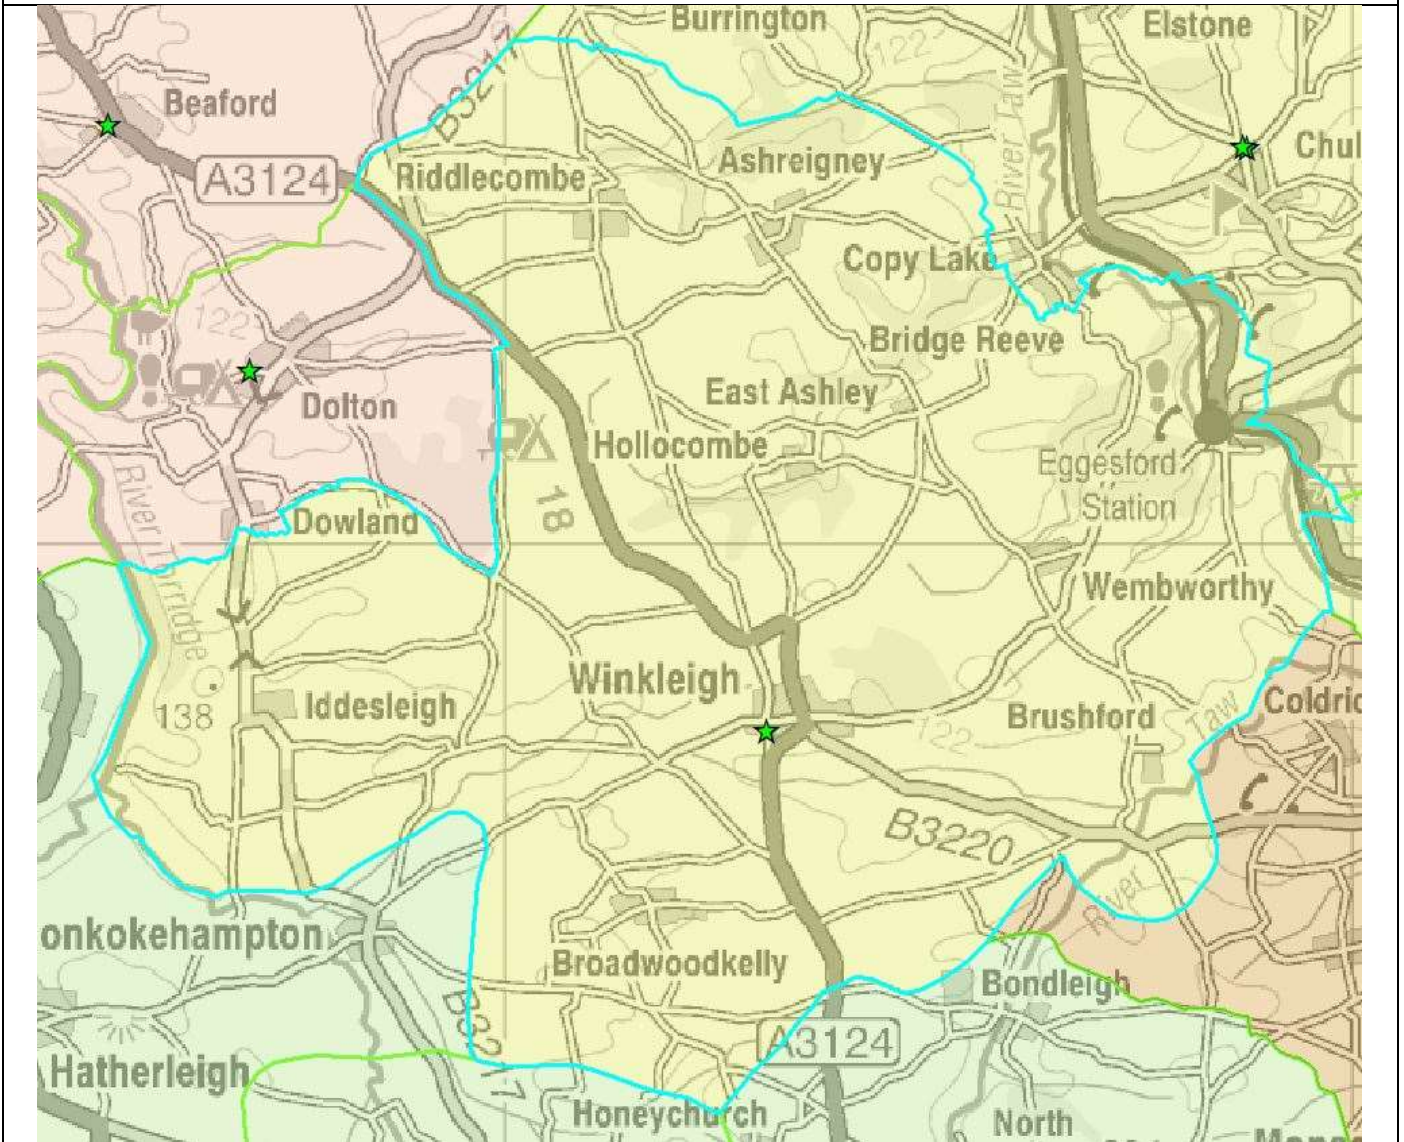 Burrington
Elstone
122
B3217
Beaford
River Taw
Chul
A3124
Riddlecombe
Ashreigney
Copy Lake
122
Bridge Reeve
East Ashley
Dolton
Hollocombe
Eggesford
Station
18
River Torridge
Dowland
Wembworthy
Winkleigh
138
Iddesleigh
122
Brushford
Taw
Coldric
B3220
River
onkokehampton
Broadwoodkelly
Bondleigh
B3217
A3124
Hatherleigh
Honeychurch
North